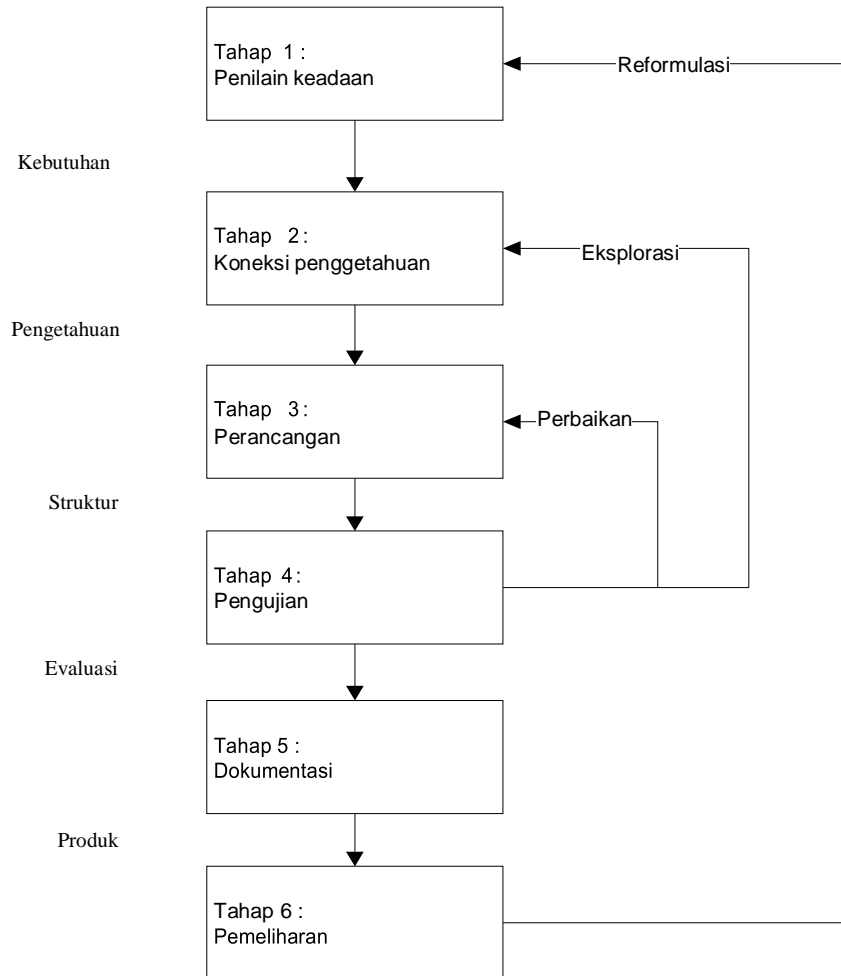 Tahap 1 :
Penilain keadaan
Reformulasi
Kebutuhan
Tahap 2 :
Koneksi penggetahuan
Eksplorasi
Pengetahuan
Tahap 3 :
Perancangan
Perbaikan
Struktur
Tahap 4 :
Pengujian
Evaluasi
Tahap 5 :
Dokumentasi
Produk
Tahap 6 :
Pemeliharan